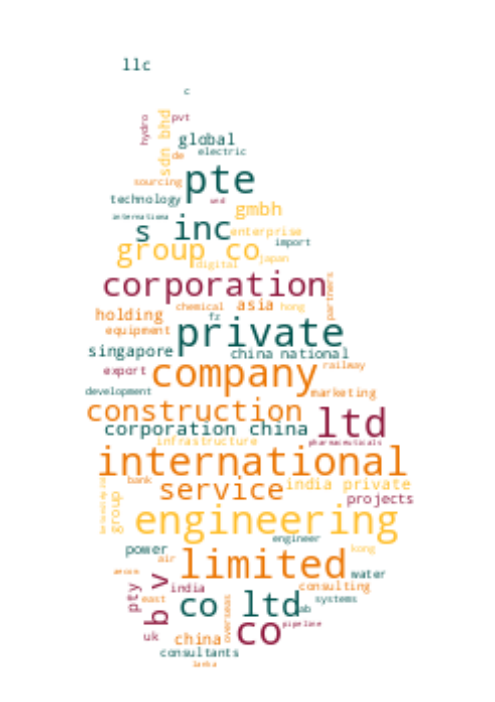 llc
c
hydro
pvt
sdn bhd
global
electric
de
sourcing
pte
technology
und
gmbh
international
s inc
enterprise
import
group co
japan
digital
corporation
partners
chemical asia hong
holding
fz
equipment
private
singapore
china national
export
company
railway
development
marketing
construction
ltd
corporation china
infrastructure
pharmaceuticals
international
bank
service
india private
group
projects
engineering
engineer
power
kong
air
limited
aecom
water
pty
b v
india
consulting
east
co ltd
ab
systems
overseas
pipeline
uk
china
co
consultants
lanka